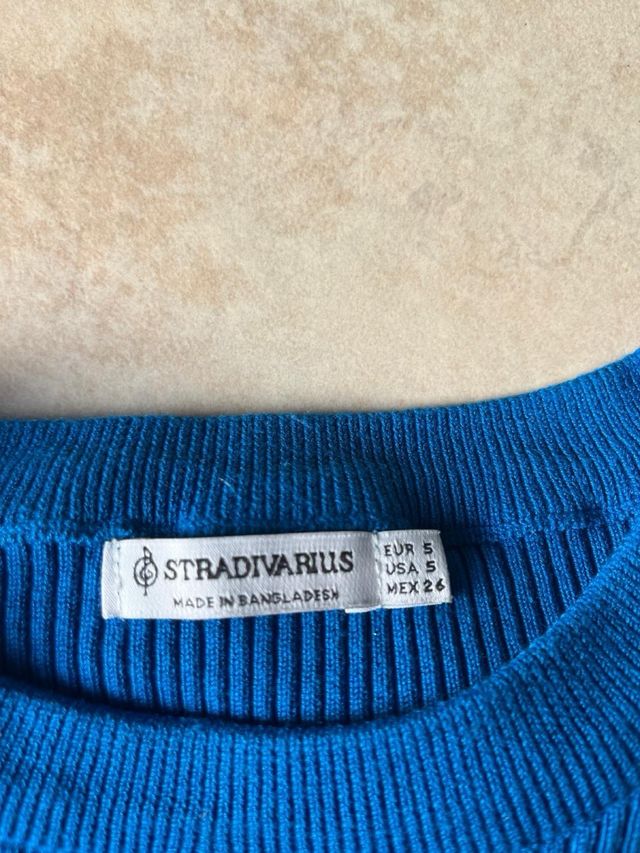 STRADIVARIUS
MADE IN BANGLADESH
EUR S
USA S
MEX 26